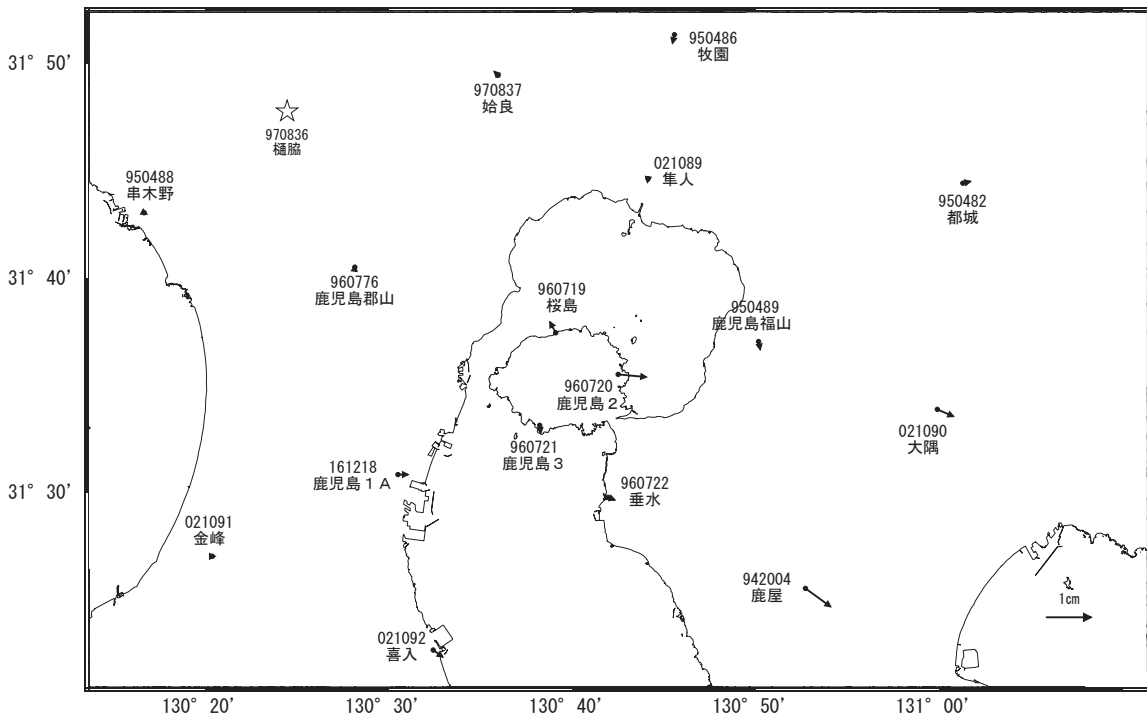 31° 50'
950486
牧園
970837
姶良
970836
樋脇
950488
串木野
021089
隼人
950482
都城
31° 40'
960776
鹿児島郡山
960719
桜島
950489
鹿児島福山
960720
鹿児島２
021090
大隅
960721
鹿児島３
161218
鹿児島１Ａ
31° 30'
960722
垂水
021091
金峰
942004
鹿屋
1cm
021092
喜入
130° 20'
130° 30'
130° 40'
130° 50'
131° 00'